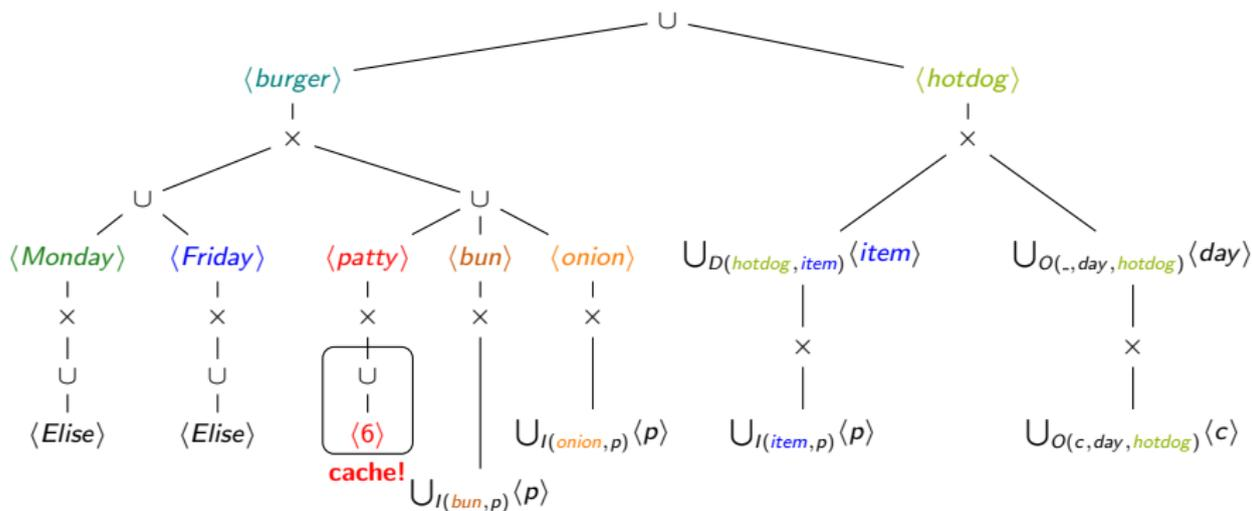 ∪
⟨burger⟩ ⟨hotdog⟩
× ×
∪ ∪
⟨Monday⟩ ⟨Friday⟩ ⟨patty⟩ ⟨bun⟩ ⟨onion⟩ ⋃D(hotdog,item)⟨item⟩ ⋃O(_,day,hotdog)⟨day⟩
× × × × × × ×
∪ ∪ ∪
⟨Elise⟩ ⟨Elise⟩ ⟨6⟩ ⋃I(onion,p)⟨p⟩ ⋃I(item,p)⟨p⟩ ⋃O(c,day,hotdog)⟨c⟩
cache!
⋃I(bun,p)⟨p⟩